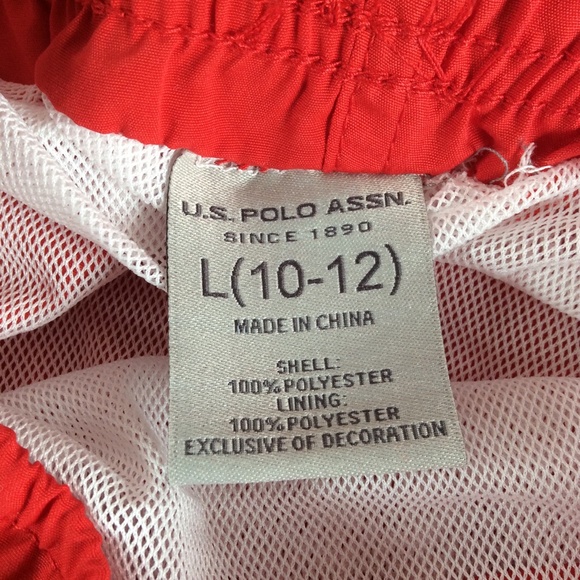 U.S. POLO ASSN.
SINCE 1890
L(10-12)
MADE IN CHINA
SHELL:
100% POLYESTER
LINING:
100% POLYESTER
EXCLUSIVE OF DECORATION